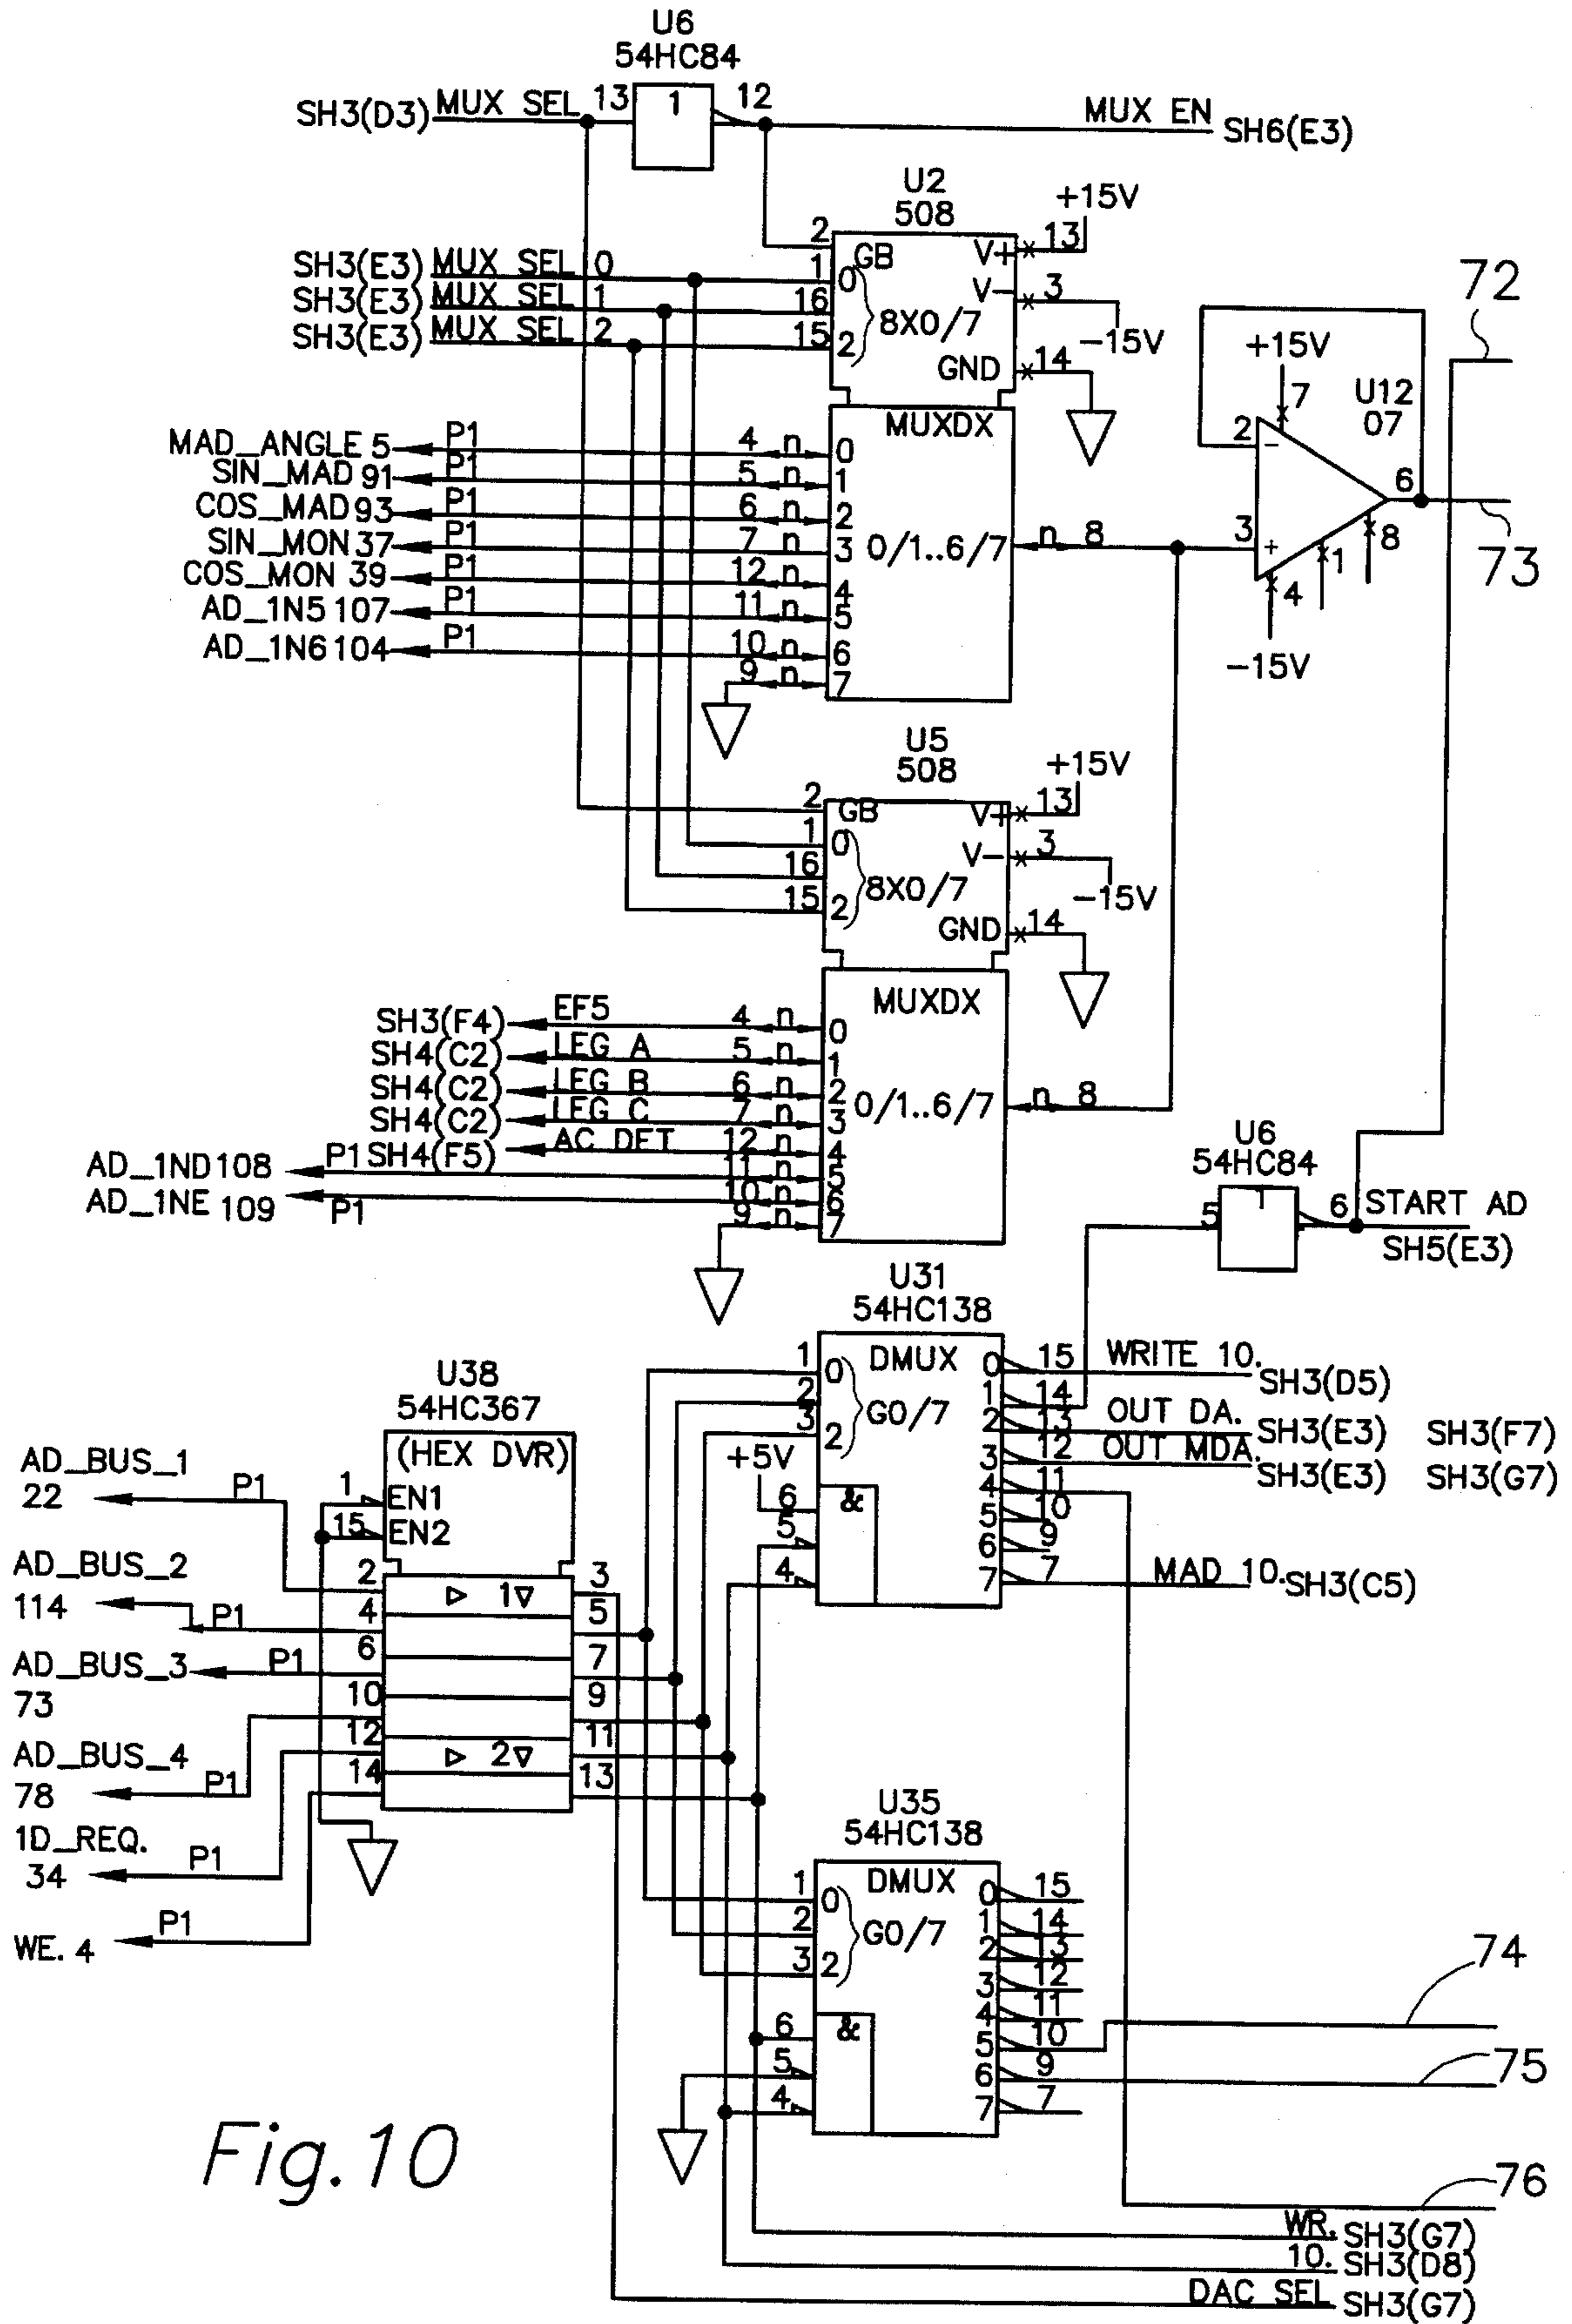 U6
54HC84
SH3(D3) MUX SEL 13 1 12 MUX EN SH6(E3)
U2
508
+15V
2 GB V+ 13
SH3(E3) MUX SEL 0 1 0
SH3(E3) MUX SEL 1 16 8X0/7 V- 3
SH3(E3) MUX SEL 2 15 2 -15V
GND 14
MUXDX
MAD_ANGLE 5 P1 4 n 0
SIN_MAD 91 P1 5 n 1
COS_MAD 93 P1 6 n 2
SIN_MON 37 P1 7 n 3 0/1..6/7 n 8
COS_MON 39 P1 12 n 4
AD_1N5 107 P1 11 n 5
AD_1N6 104 P1 10 n 6
9 n 7
72
+15V
7
U12
07
2 -
6
3 +
8
1
4
-15V
73
U5
508
+15V
2 GB V+ 13
1 0
16 8X0/7 V- 3
15 2 -15V
GND 14
MUXDX
SH3(F4) EF5 4 n 0
SH4(C2) LEG A 5 n 1
SH4(C2) LEG B 6 n 2 0/1..6/7 n 8
SH4(C2) LEG C 7 n 3
SH4(F5) AC DET 12 n 4
AD_1ND 108 P1 11 n 5
AD_1NE 109 P1 10 n 6
9 n 7
U6
54HC84
5 1 6 START AD
SH5(E3)
U31
54HC138
DMUX
1 0 0 15 WRITE 10. SH3(D5)
2 G0/7 1 14
3 2 2 13 OUT DA. SH3(E3) SH3(F7)
3 12 OUT MDA. SH3(E3) SH3(G7)
+5V
6 & 4 11
5 5 10
6 9
4 7 7 MAD 10. SH3(C5)
U38
54HC367
(HEX DVR)
1 EN1
15 EN2
AD_BUS_1
22 P1
AD_BUS_2
114 P1
AD_BUS_3 P1
73
AD_BUS_4
78 P1
1D_REQ.
34 P1
WE. 4 P1
2 1 3
4 5
6 7
10 9
12 2 11
14 13
U35
54HC138
DMUX
1 0 0 15
2 G0/7 1 14
3 2 2 13
3 12
6 & 4 11
5 5 10
6 9
4 7 7
74
75
76
WR. SH3(G7)
10. SH3(D8)
DAC SEL SH3(G7)
Fig.10